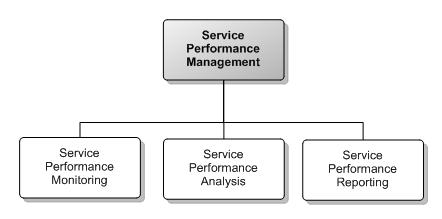 Service
Performance
Management
Service
Performance
Monitoring
Service
Performance
Analysis
Service
Performance
Reporting